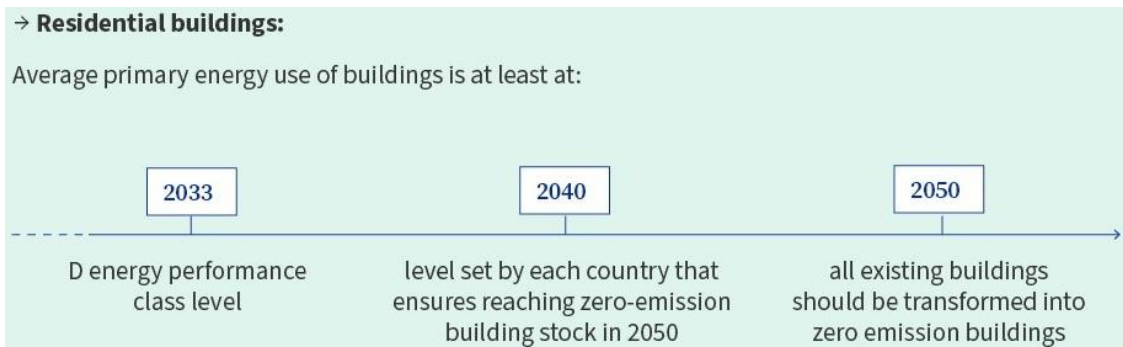 → Residential buildings:
Average primary energy use of buildings is at least at:
2033
2040
2050
D energy performance
class level
level set by each country that
ensures reaching zero-emission
building stock in 2050
all existing buildings
should be transformed into
zero emission buildings